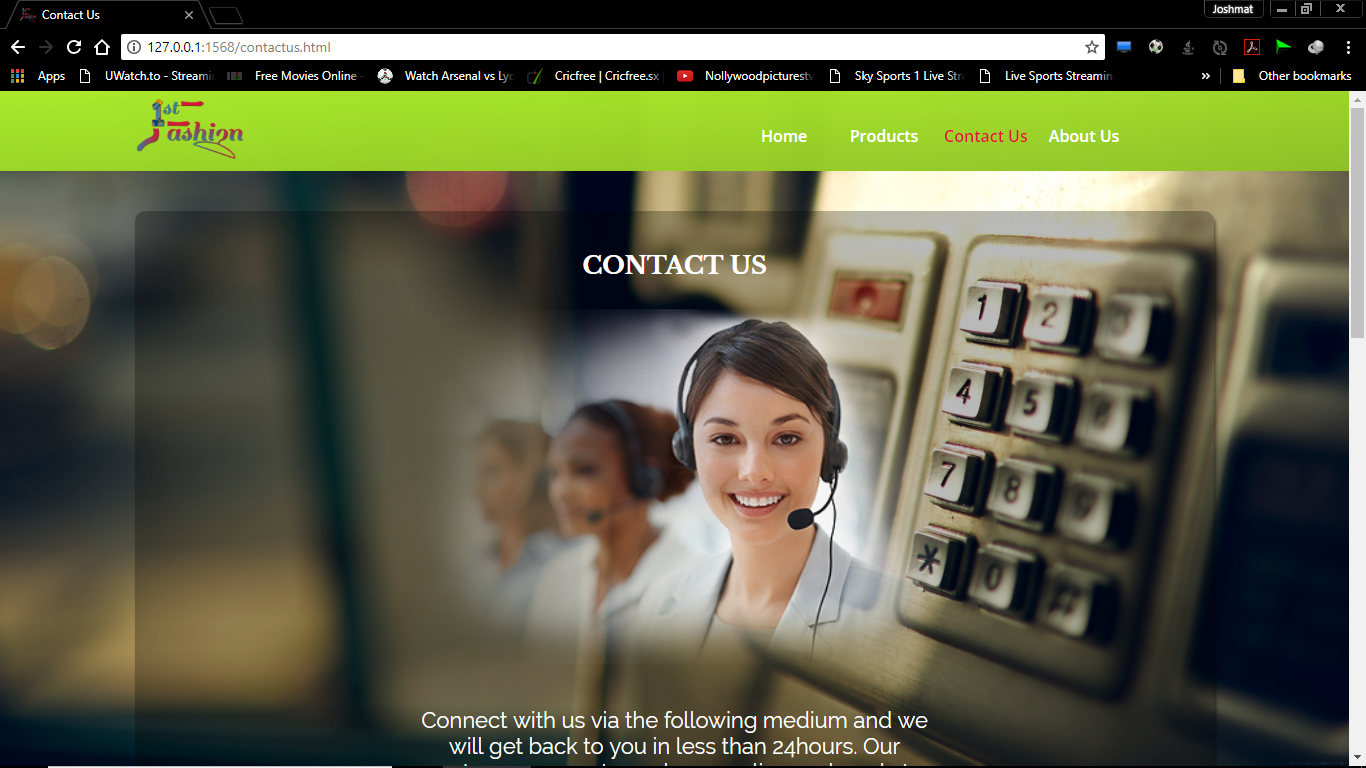 Contact Us
Joshmat
127.0.0.1:1568/contactus.html
Apps UWatch.to - Streami Free Movies Online - Watch Arsenal vs Lyc Cricfree | Cricfree.sx Nollywoodpicturestv Sky Sports 1 Live Stre Live Sports Streamin » Other bookmarks
1st Fashion
Home Products Contact Us About Us
CONTACT US
1 2
4 5
7 8
* 0 #
Connect with us via the following medium and we
will get back to you in less than 24hours. Our